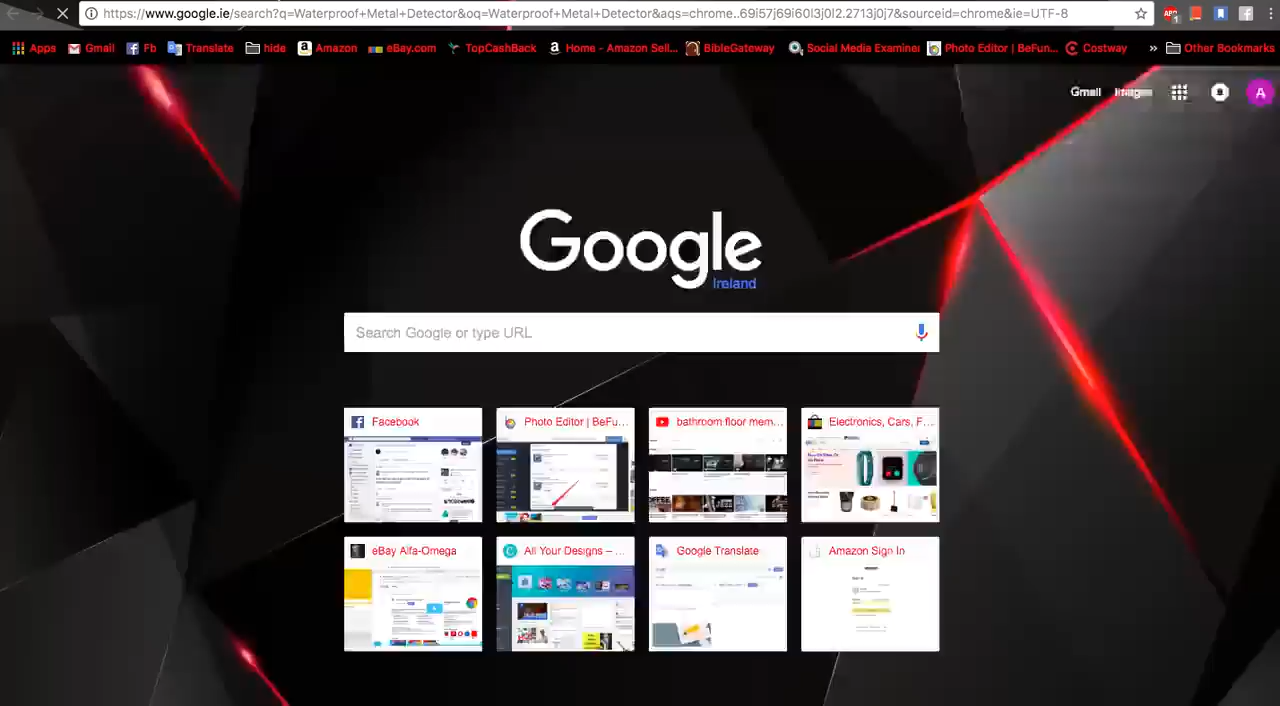 https://www.google.ie/search?q=Waterproof+Metal+Detector&oq=Waterproof+Metal+Detector&aqs=chrome..69i57j69i60l3j0l2.2713j0j7&sourceid=chrome&ie=UTF-8
Apps Gmail Fb Translate hide Amazon eBay.com TopCashBack Home - Amazon Sell... BibleGateway Social Media Examiner Photo Editor | BeFun... Costway » Other Bookmarks
Gmail Images A
Google
Ireland
Search Google or type URL
Facebook Photo Editor | BeFu... bathroom floor mem... Electronics, Cars, F...
eBay Alfa-Omega All Your Designs – ... Google Translate Amazon Sign In